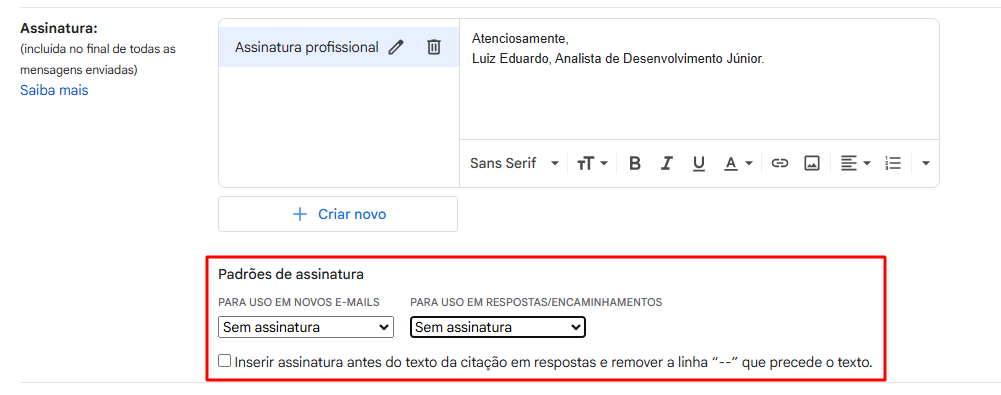 Assinatura:
(incluída no final de todas as
mensagens enviadas)
Saiba mais
Assinatura profissional
Atenciosamente,
Luiz Eduardo, Analista de Desenvolvimento Júnior.
Sans Serif
Criar novo
Padrões de assinatura
PARA USO EM NOVOS E-MAILS
PARA USO EM RESPOSTAS/ENCAMINHAMENTOS
Sem assinatura
Sem assinatura
Inserir assinatura antes do texto da citação em respostas e remover a linha “--” que precede o texto.